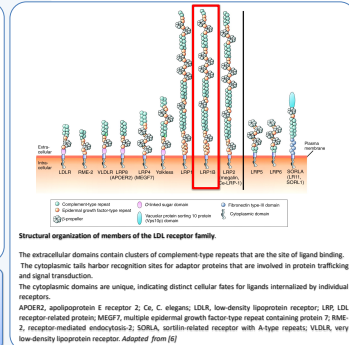 Extra-
cellular
Intra-
cellular
Plasma
membrane
LDLR RME-2 VLDLR LRP8 LRP4 Yolkless LRP1 LRP1B LRP2 LRP5 LRP6 SORLA
(APOER2) (MEGF7) (megalin, (LR11,
Ce-LRP-1) SORL1)
Complement-type repeat
Epidermal growth factor-type repeat
β-propeller
O-linked sugar domain
Vacuolar protein sorting 10 protein
(Vps10p) domain
Fibronectin type-III domain
Cytoplasmic domain
Structural organization of members of the LDL receptor family.
The extracellular domains contain clusters of complement-type repeats that are the site of ligand binding.
The cytoplasmic tails harbor recognition sites for adaptor proteins that are involved in protein trafficking
and signal transduction.
The cytoplasmic domains are unique, indicating distinct cellular fates for ligands internalized by individual
receptors.
APOER2, apolipoprotein E receptor 2; Ce, C. elegans; LDLR, low-density lipoprotein receptor; LRP, LDL
receptor-related protein; MEGF7, multiple epidermal growth factor-type repeat containing protein 7; RME-
2, receptor-mediated endocytosis-2; SORLA, sortilin-related receptor with A-type repeats; VLDLR, very
low-density lipoprotein receptor. Adapted from [6]